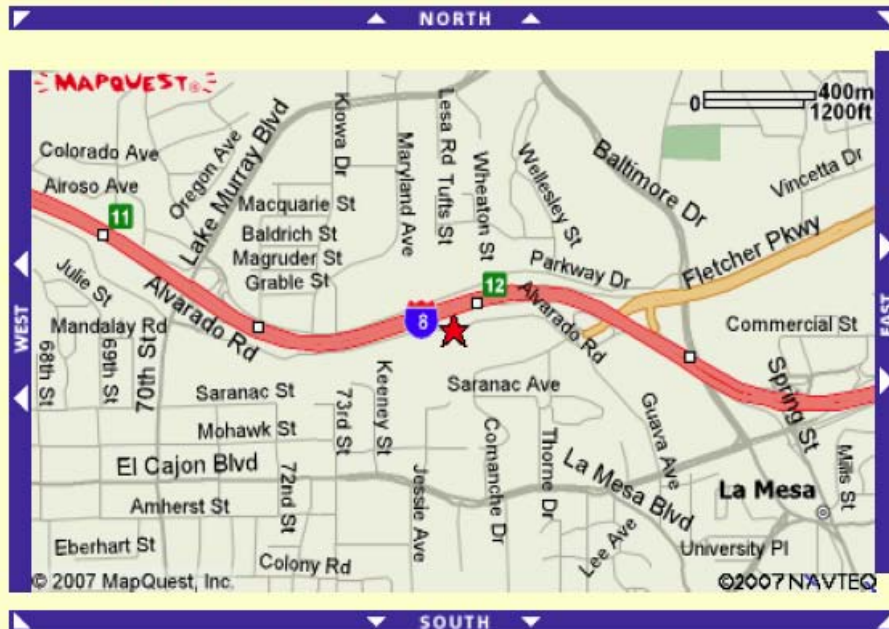 NORTH
MAPQUEST®
400m
0
1200ft
Colorado Ave
Airoso Ave
11
Oregon Ave
Lake Murray Blvd
Kiowa Dr
Maryland Ave
Lesa Rd
Tufts St
Wheaton St
Wellesley St
Baltimore Dr
Vincetta Dr
Macquarie St
Baldrich St
Magruder St
Grable St
Parkway Dr
Fletcher Pkwy
12
8
WEST
EAST
Julie St
Alvarado Rd
Alvarado Rd
Mandalay Rd
Commercial St
68th St
69th St
70th St
Saranac St
73rd St
Keeney St
Saranac Ave
Guava Ave
Spring St
Mohawk St
El Cajon Blvd
72nd St
Jessie Ave
Comanche Dr
Thorne Dr
La Mesa Blvd
La Mesa
Mills St
Amherst St
Lee Ave
Eberhart St
Colony Rd
University Pl
© 2007 MapQuest, Inc.
©2007 NAVTEQ
SOUTH